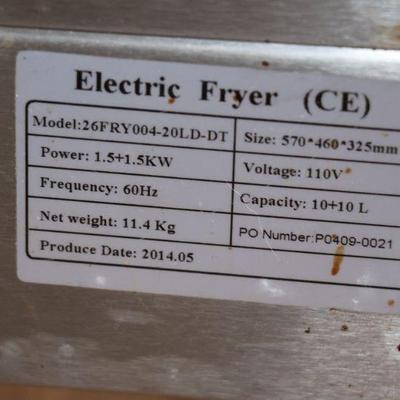 Electric Fryer (CE)
Model:26FRY004-20LD-DT Size: 570*460*325mm
Power: 1.5+1.5KW Voltage: 110V
Frequency: 60Hz Capacity: 10+10 L
Net weight: 11.4 Kg PO Number:P0409-0021
Produce Date: 2014.05